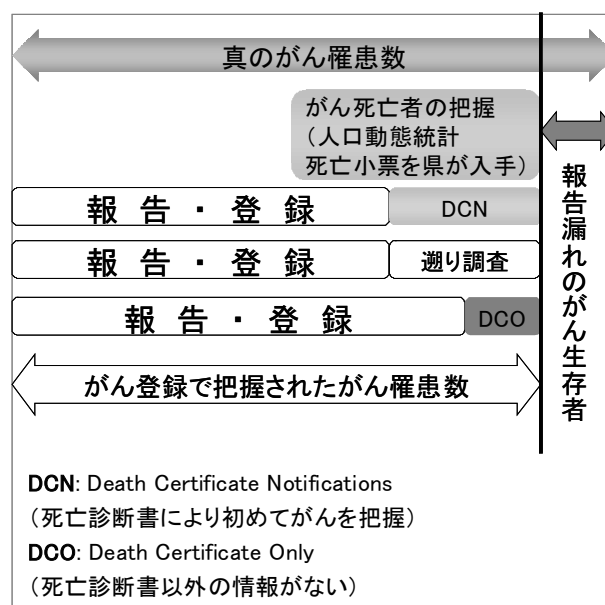 真のがん罹患数
がん死亡者の把握
（人口動態統計
死亡小票を県が入手）
報告漏れのがん生存者
報 告 ・ 登 録
DCN
報 告 ・ 登 録
遡り調査
報 告 ・ 登 録
DCO
がん登録で把握されたがん罹患数
DCN: Death Certificate Notifications
（死亡診断書により初めてがんを把握）
DCO: Death Certificate Only
（死亡診断書以外の情報がない）